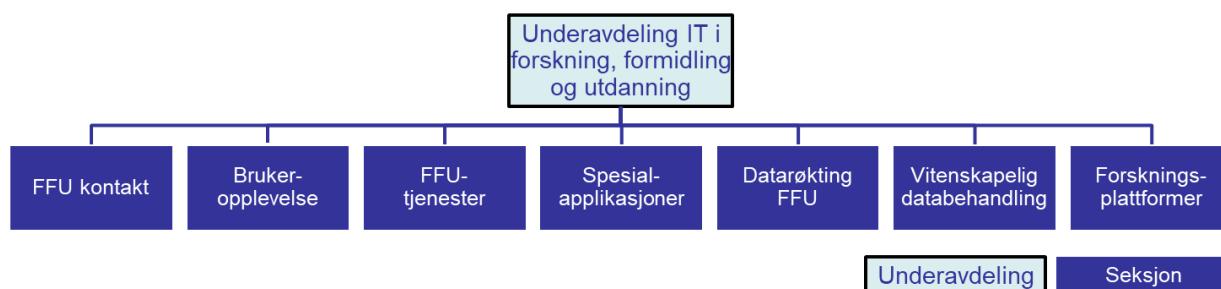 Underavdeling IT i
forskning, formidling
og utdanning
FFU kontakt
Bruker-
opplevelse
FFU-
tjenester
Spesial-
applikasjoner
Datarøkting
FFU
Vitenskapelig
databehandling
Forsknings-
plattformer
Underavdeling
Seksjon